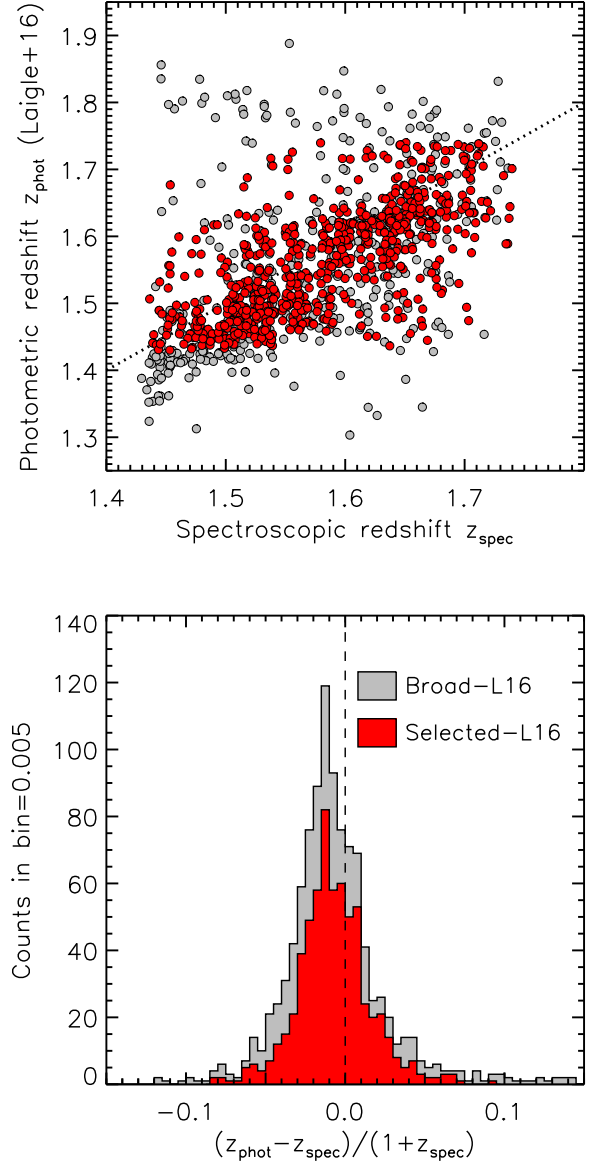 Photometric redshift z_phot (Laigle+16)
1.9
1.8
1.7
1.6
1.5
1.4
1.3
1.4 1.5 1.6 1.7
Spectroscopic redshift z_spec
Counts in bin=0.005
140
120
100
80
60
40
20
0
Broad−L16
Selected−L16
−0.1 0.0 0.1
(z_phot−z_spec)/(1+z_spec)